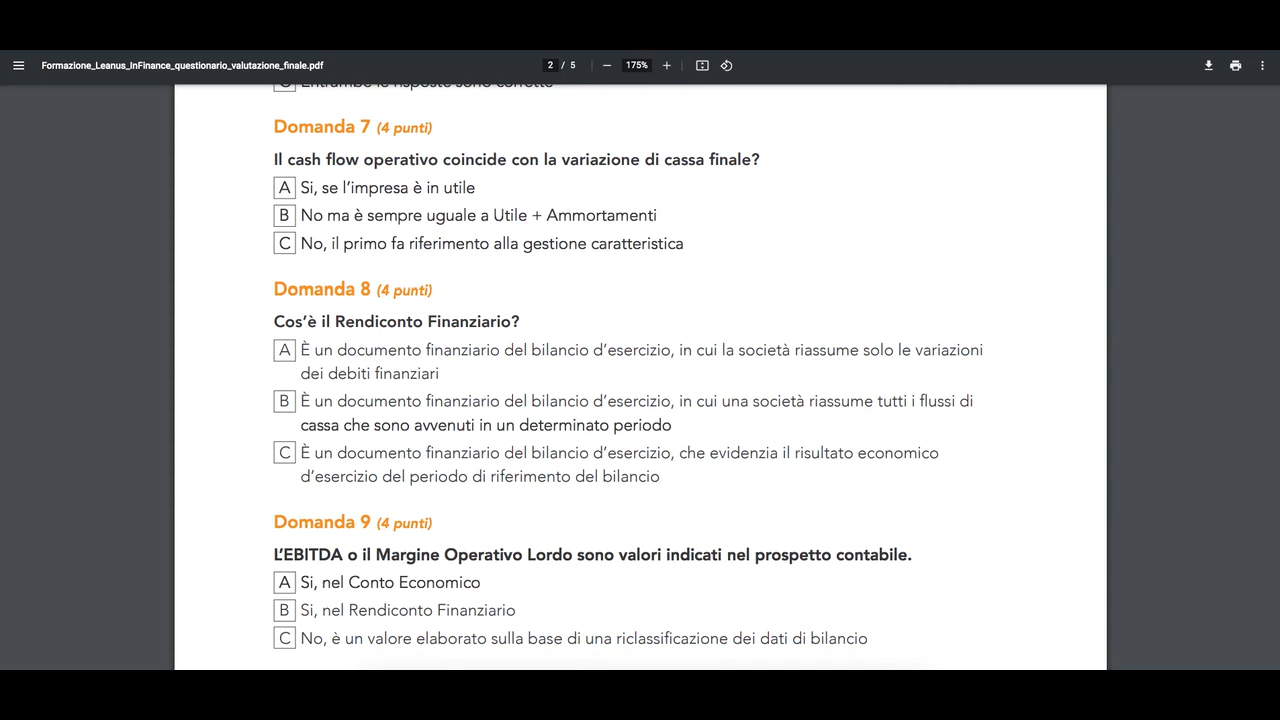 Formazione_Leanus_InFinance_questionario_valutazione_finale.pdf
2 / 5
175%
C Entrambe le risposte sono corrette
Domanda 7 (4 punti)
Il cash flow operativo coincide con la variazione di cassa finale?
A Si, se l’impresa è in utile
B No ma è sempre uguale a Utile + Ammortamenti
C No, il primo fa riferimento alla gestione caratteristica
Domanda 8 (4 punti)
Cos’è il Rendiconto Finanziario?
A È un documento finanziario del bilancio d’esercizio, in cui la società riassume solo le variazioni
dei debiti finanziari
B È un documento finanziario del bilancio d’esercizio, in cui una società riassume tutti i flussi di
cassa che sono avvenuti in un determinato periodo
C È un documento finanziario del bilancio d’esercizio, che evidenzia il risultato economico
d’esercizio del periodo di riferimento del bilancio
Domanda 9 (4 punti)
L’EBITDA o il Margine Operativo Lordo sono valori indicati nel prospetto contabile.
A Si, nel Conto Economico
B Si, nel Rendiconto Finanziario
C No, è un valore elaborato sulla base di una riclassificazione dei dati di bilancio